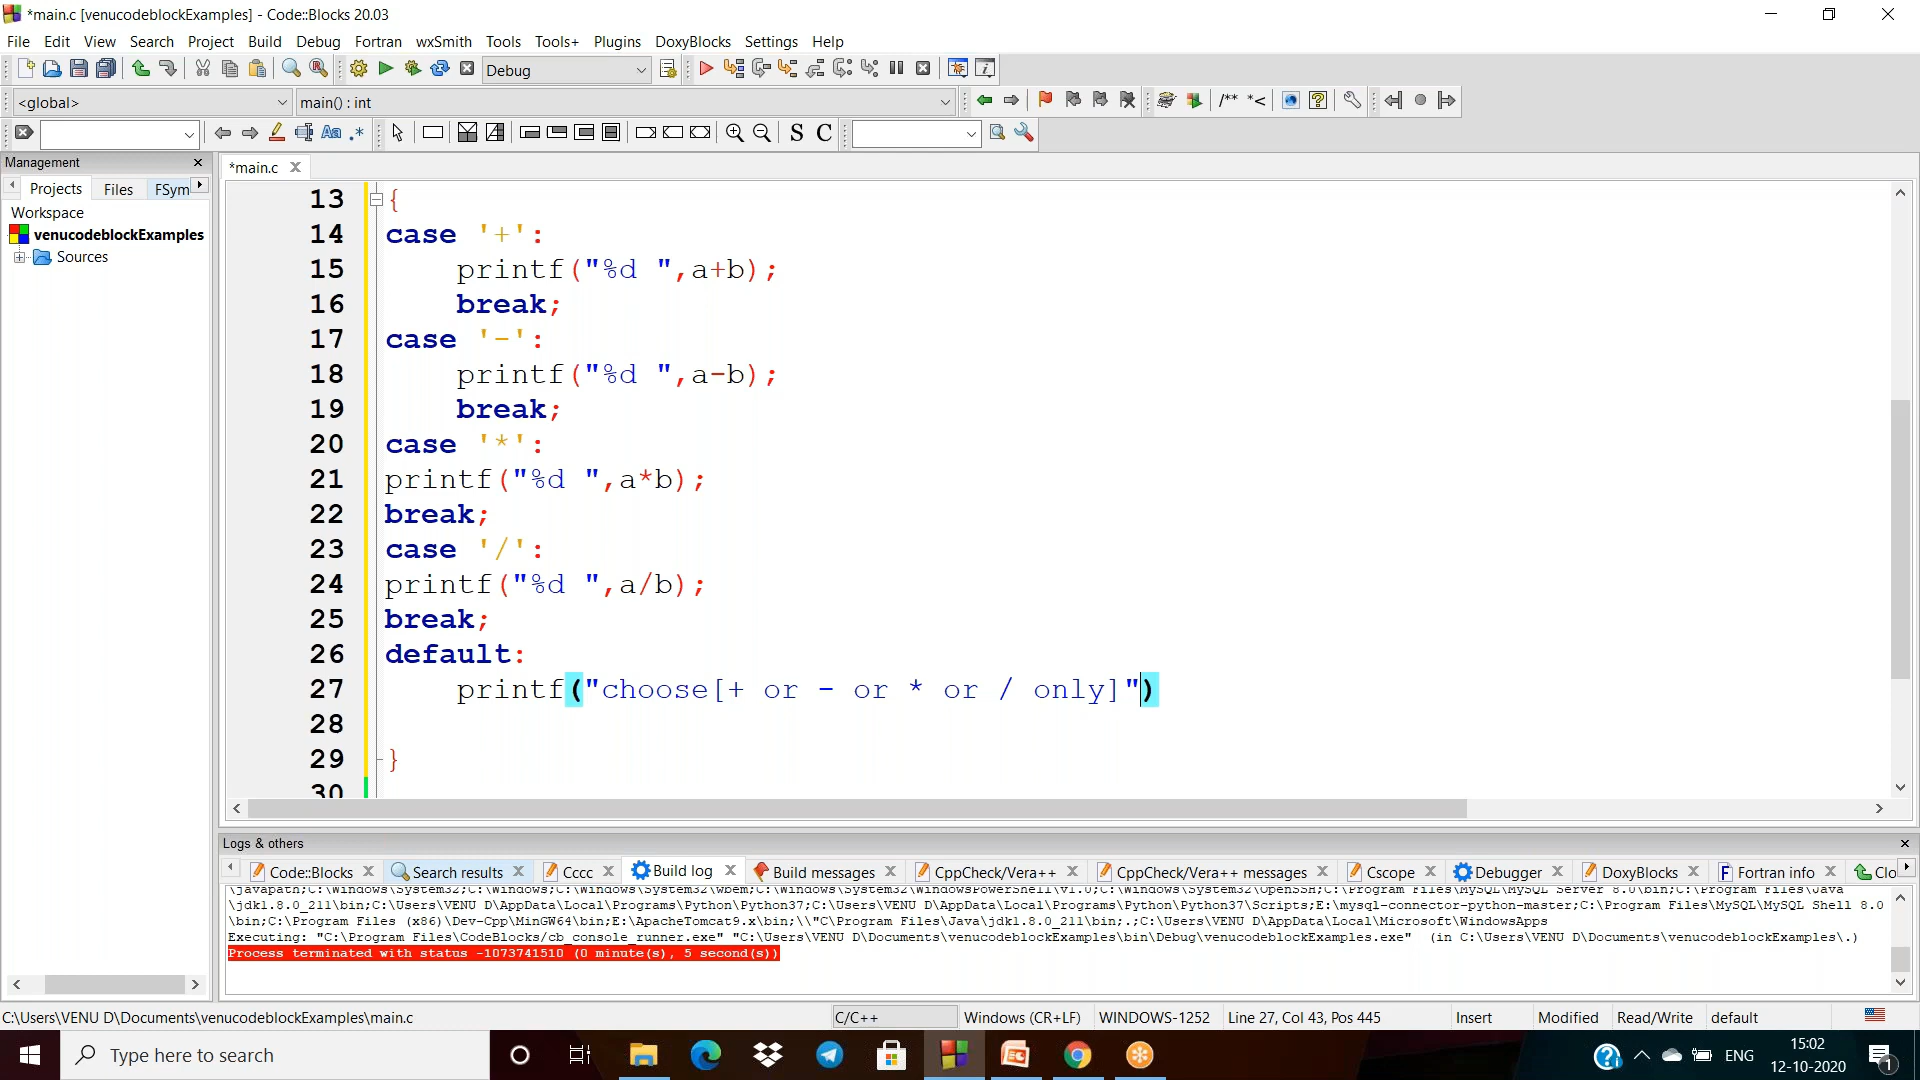 *main.c [venucodeblockExamples] - Code::Blocks 20.03
File Edit View Search Project Build Debug Fortran wxSmith Tools Tools+ Plugins DoxyBlocks Settings Help
Debug
<global> main() : int /** *<
Aa .* S C
Management
*main.c
Projects Files FSym
Workspace
venucodeblockExamples
Sources
13 {
14 case '+':
15 printf("%d ",a+b);
16 break;
17 case '-':
18 printf("%d ",a-b);
19 break;
20 case '*':
21 printf("%d ",a*b);
22 break;
23 case '/':
24 printf("%d ",a/b);
25 break;
26 default:
27 printf("choose[+ or - or * or / only]")
28
29 }
30
Logs & others
Code::Blocks Search results Cccc Build log Build messages CppCheck/Vera++ CppCheck/Vera++ messages Cscope Debugger DoxyBlocks Fortran info Clo
\javapath;C:\Windows\System32;C:\Windows;C:\Windows\System32\wbem;C:\Windows\System32\WindowsPowerShell\v1.0;C:\Windows\System32\OpenSSH;C:\Program Files\MySQL\MySQL Server 8.0\bin;C:\Program Files\Java
\jdk1.8.0_211\bin;C:\Users\VENU D\AppData\Local\Programs\Python\Python37;C:\Users\VENU D\AppData\Local\Programs\Python\Python37\Scripts;E:\mysql-connector-python-master;C:\Program Files\MySQL\MySQL Shell 8.0
\bin;C:\Program Files (x86)\Dev-Cpp\MinGW64\bin;E:\ApacheTomcat9.x\bin;\\"C\Program Files\Java\jdk1.8.0_211\bin;.;C:\Users\VENU D\AppData\Local\Microsoft\WindowsApps
Executing: "C:\Program Files\CodeBlocks/cb_console_runner.exe" "C:\Users\VENU D\Documents\venucodeblockExamples\bin\Debug\venucodeblockExamples.exe" (in C:\Users\VENU D\Documents\venucodeblockExamples\.)
Process terminated with status -1073741510 (0 minute(s), 5 second(s))
C:\Users\VENU D\Documents\venucodeblockExamples\main.c C/C++ Windows (CR+LF) WINDOWS-1252 Line 27, Col 43, Pos 445 Insert Modified Read/Write default
Type here to search ENG 15:02
12-10-2020 1